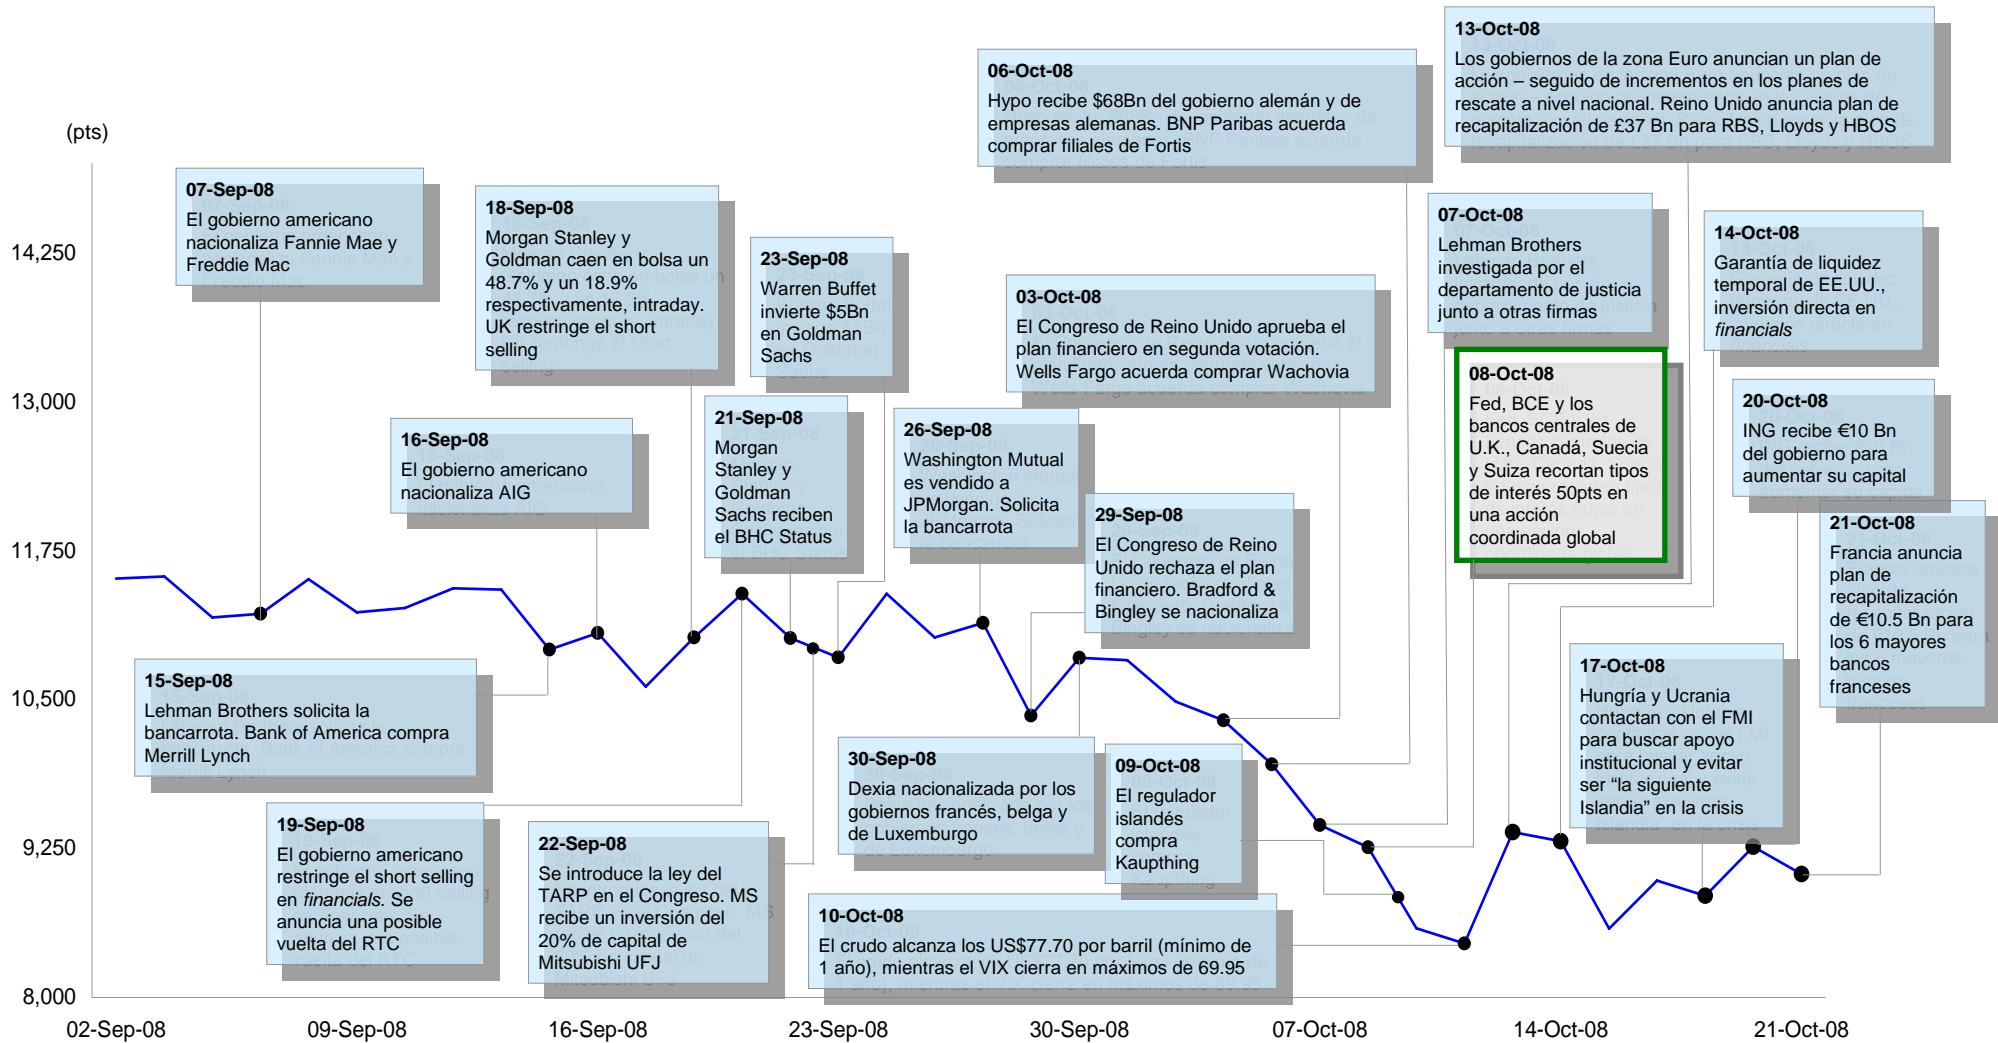 (pts)
14,250
13,000
11,750
10,500
9,250
8,000
07-Sep-08
El gobierno americano
nacionaliza Fannie Mae y
Freddie Mac
15-Sep-08
Lehman Brothers solicita la
bancarrota. Bank of America compra
Merrill Lynch
16-Sep-08
El gobierno americano
nacionaliza AIG
18-Sep-08
Morgan Stanley y
Goldman caen en bolsa un
48.7% y un 18.9%
respectivamente, intraday.
UK restringe el short
selling
19-Sep-08
El gobierno americano
restringe el short selling
en financials. Se
anuncia una posible
vuelta del RTC
21-Sep-08
Morgan
Stanley y
Goldman
Sachs reciben
el BHC Status
22-Sep-08
Se introduce la ley del
TARP en el Congreso. MS
recibe un inversión del
20% de capital de
Mitsubishi UFJ
23-Sep-08
Warren Buffet
invierte $5Bn
en Goldman
Sachs
26-Sep-08
Washington Mutual
es vendido a
JPMorgan. Solicita
la bancarrota
29-Sep-08
El Congreso de Reino
Unido rechaza el plan
financiero. Bradford &
Bingley se nacionaliza
30-Sep-08
Dexia nacionalizada por los
gobiernos francés, belga y
de Luxemburgo
03-Oct-08
El Congreso de Reino Unido aprueba el
plan financiero en segunda votación.
Wells Fargo acuerda comprar Wachovia
06-Oct-08
Hypo recibe $68Bn del gobierno alemán y de
empresas alemanas. BNP Paribas acuerda
comprar filiales de Fortis
07-Oct-08
Lehman Brothers
investigada por el
departamento de justicia
junto a otras firmas
08-Oct-08
Fed, BCE y los
bancos centrales de
U.K., Canadá, Suecia
y Suiza recortan tipos
de interés 50pts en
una acción
coordinada global
09-Oct-08
El regulador
islandés
compra
Kaupthing
10-Oct-08
El crudo alcanza los US$77.70 por barril (mínimo de
1 año), mientras el VIX cierra en máximos de 69.95
13-Oct-08
Los gobiernos de la zona Euro anuncian un plan de
acción – seguido de incrementos en los planes de
rescate a nivel nacional. Reino Unido anuncia plan de
recapitalización de £37 Bn para RBS, Lloyds y HBOS
14-Oct-08
Garantía de liquidez
temporal de EE.UU.,
inversión directa en
financials
17-Oct-08
Hungría y Ucrania
contactan con el FMI
para buscar apoyo
institucional y evitar
ser “la siguiente
Islandia” en la crisis
20-Oct-08
ING recibe €10 Bn
del gobierno para
aumentar su capital
21-Oct-08
Francia anuncia
plan de
recapitalización
de €10.5 Bn para
los 6 mayores
bancos
franceses
02-Sep-08
09-Sep-08
16-Sep-08
23-Sep-08
30-Sep-08
07-Oct-08
14-Oct-08
21-Oct-08